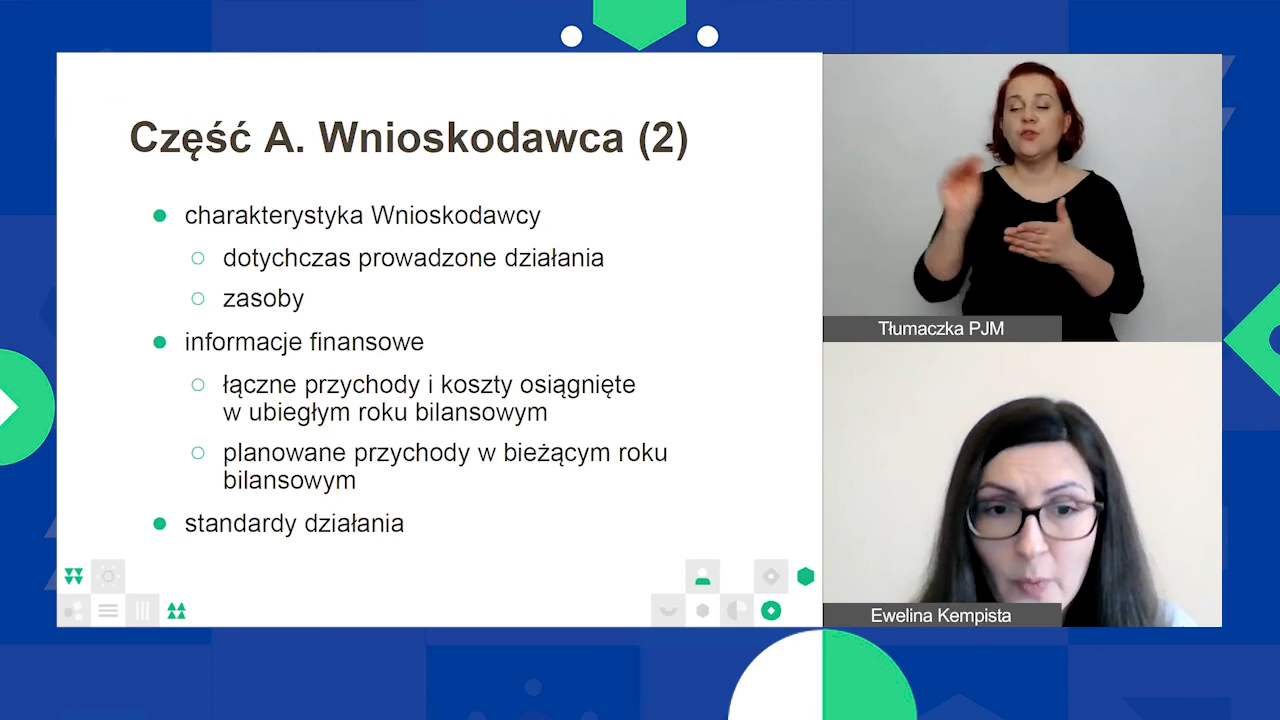 Część A. Wnioskodawca (2)
charakterystyka Wnioskodawcy
dotychczas prowadzone działania
zasoby
informacje finansowe
łączne przychody i koszty osiągnięte
w ubiegłym roku bilansowym
planowane przychody w bieżącym roku
bilansowym
standardy działania
Tłumaczka PJM
Ewelina Kempista